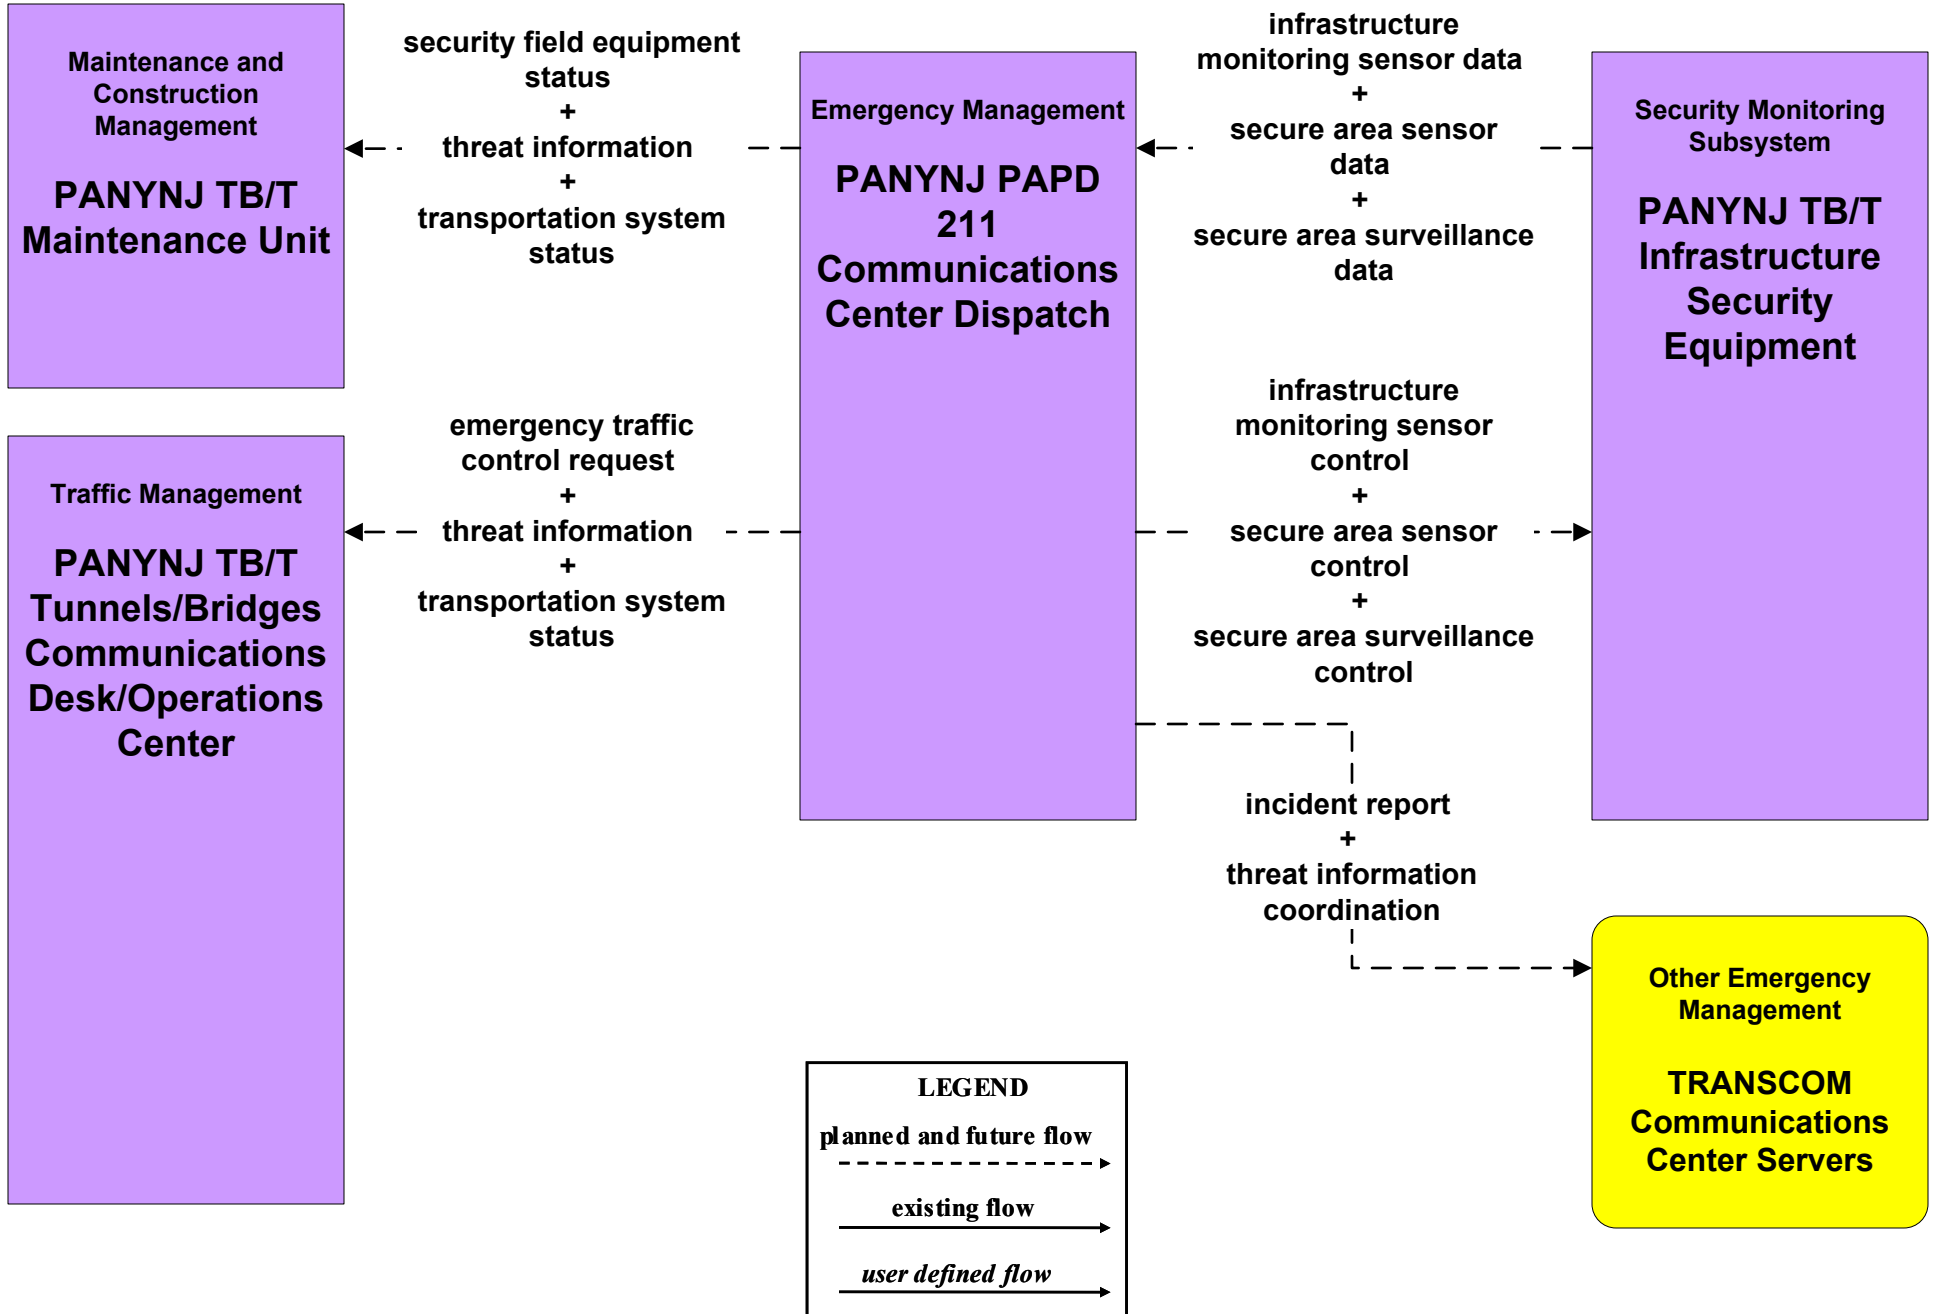 Maintenance and
Construction
Management
PANYNJ TB/T
Maintenance Unit
security field equipment
status
+
threat information
+
transportation system
status
Emergency Management
PANYNJ PAPD
211
Communications
Center Dispatch
infrastructure
monitoring sensor data
+
secure area sensor
data
+
secure area surveillance
data
Security Monitoring
Subsystem
PANYNJ TB/T
Infrastructure
Security
Equipment
Traffic Management
PANYNJ TB/T
Tunnels/Bridges
Communications
Desk/Operations
Center
emergency traffic
control request
+
threat information
+
transportation system
status
infrastructure
monitoring sensor
control
+
secure area sensor
control
+
secure area surveillance
control
incident report
+
threat information
coordination
Other Emergency
Management
TRANSCOM
Communications
Center Servers
LEGEND
planned and future flow
existing flow
user defined flow